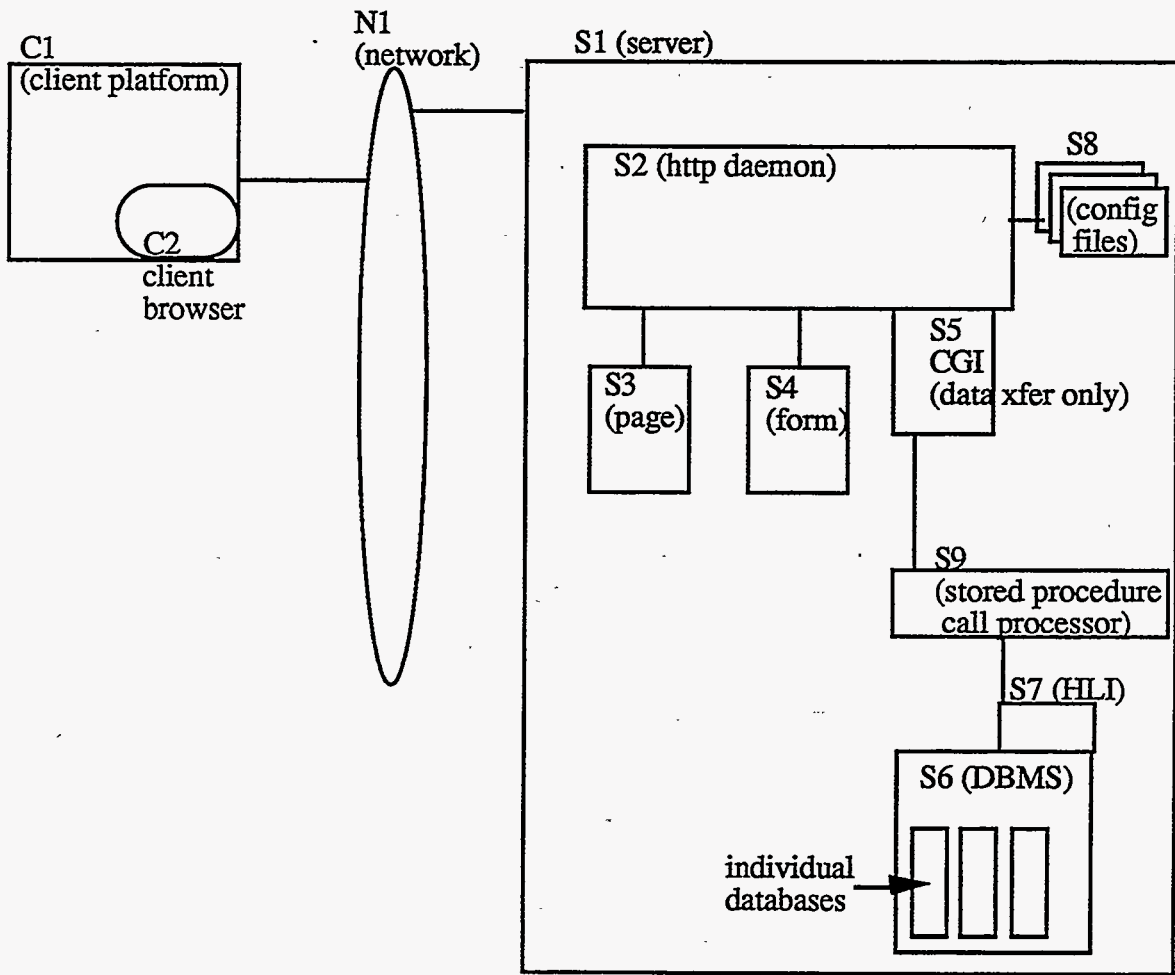 C1
(client platform)
C2
client
browser
N1
(network)
S1 (server)
S2 (http daemon)
S8
(config
files)
S3
(page)
S4
(form)
S5
CGI
(data xfer only)
S9
(stored procedure
call processor)
S7 (HLI)
S6 (DBMS)
individual
databases